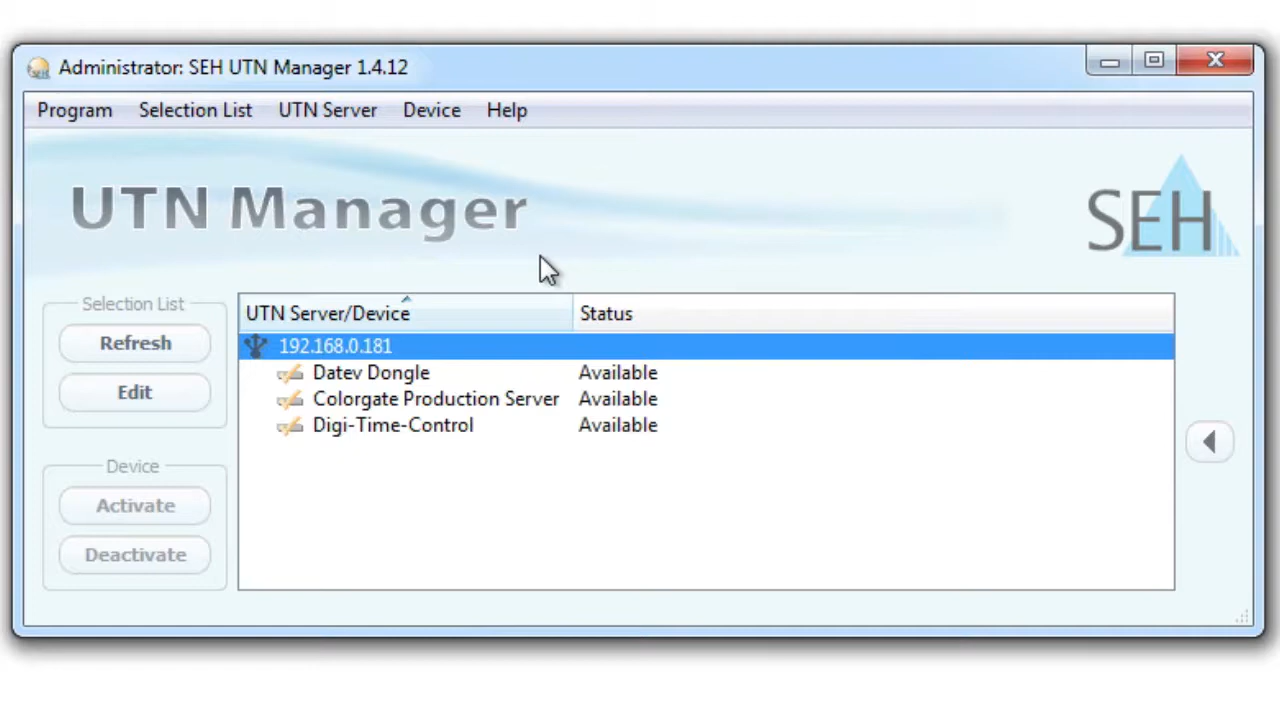 Administrator: SEH UTN Manager 1.4.12
Program Selection List UTN Server Device Help
UTN Manager
SEH
Selection List
Refresh
Edit
Device
Activate
Deactivate
UTN Server/Device Status
192.168.0.181
Datev Dongle Available
Colorgate Production Server Available
Digi-Time-Control Available